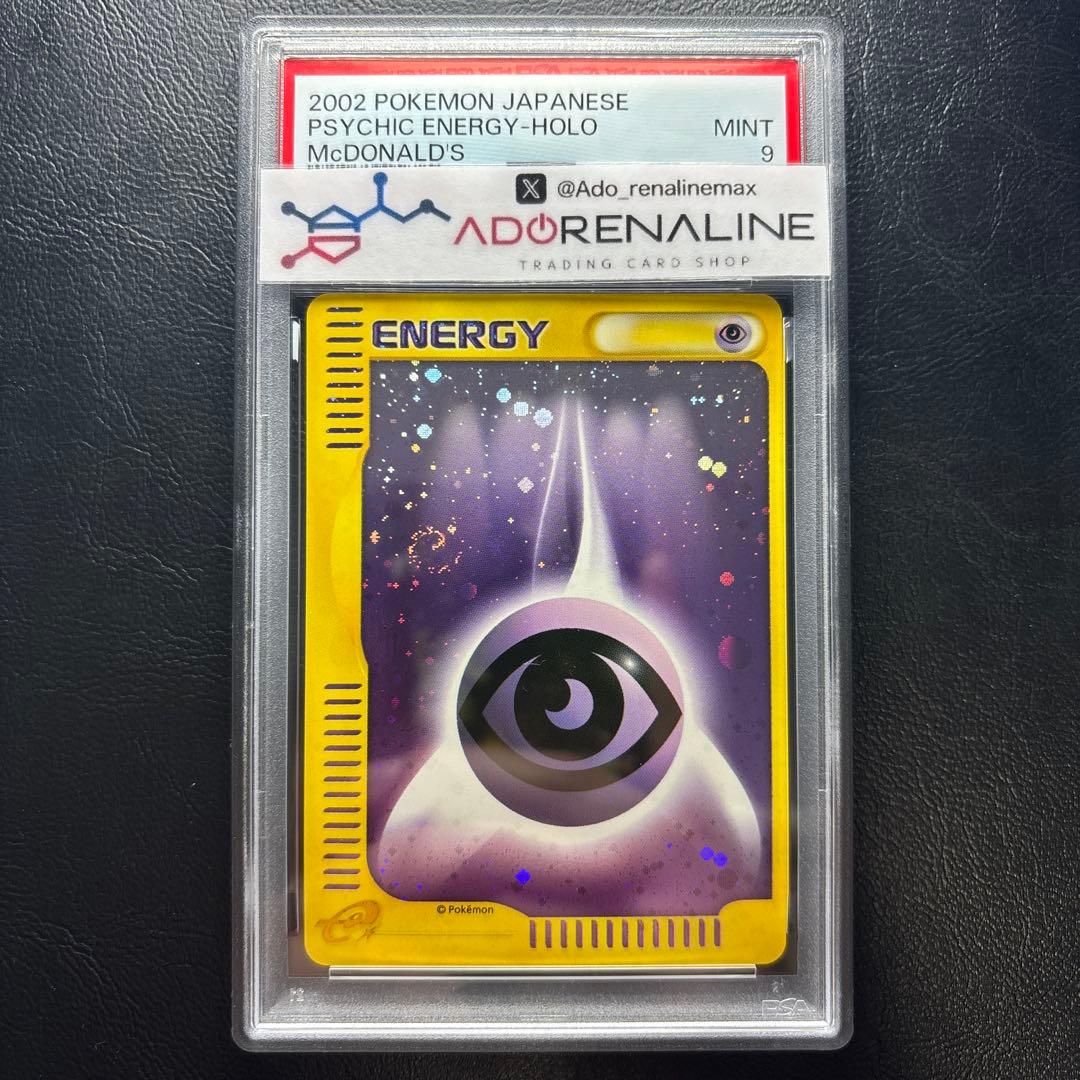 2002 POKEMON JAPANESE
PSYCHIC ENERGY-HOLO MINT
McDONALD'S 9
X @Ado_renalinemax
ADORENALINE
TRADING CARD SHOP
ENERGY
© Pokémon
e
PSA